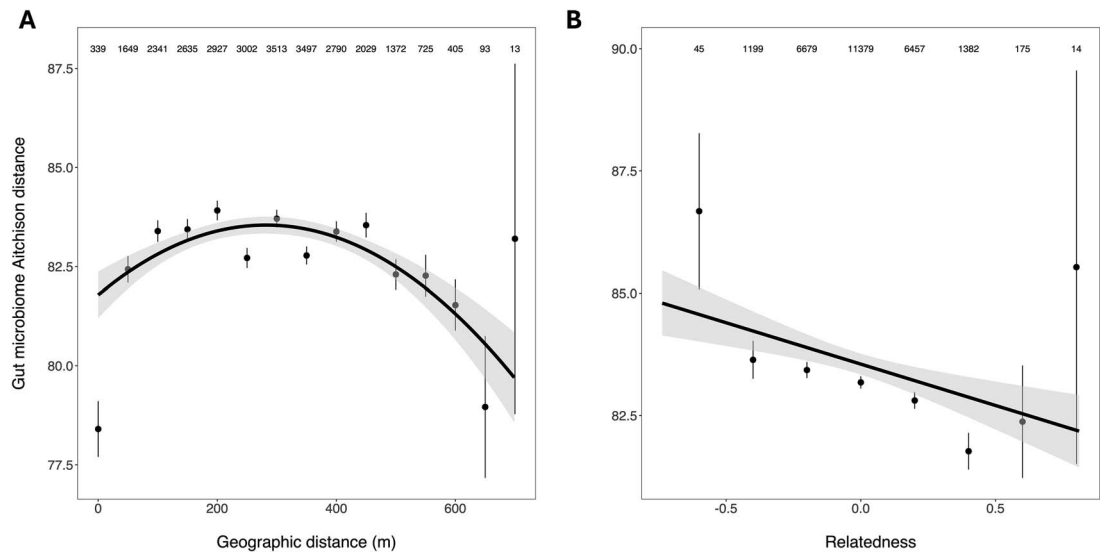 A
B
339 1649 2341 2635 2927 3002 3513 3497 2790 2029 1372 725 405 93 13
45 1199 6679 11379 6457 1382 175 14
Gut microbiome Aitchison distance
87.5
85.0
82.5
80.0
77.5
0 200 400 600
Geographic distance (m)
90.0
87.5
85.0
82.5
-0.5 0.0 0.5
Relatedness